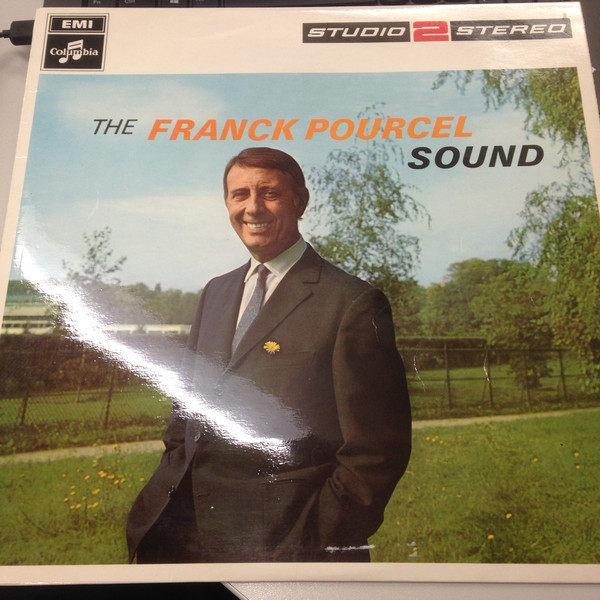 EMI
Columbia
STUDIO 2 STEREO
THE FRANCK POURCEL
SOUND